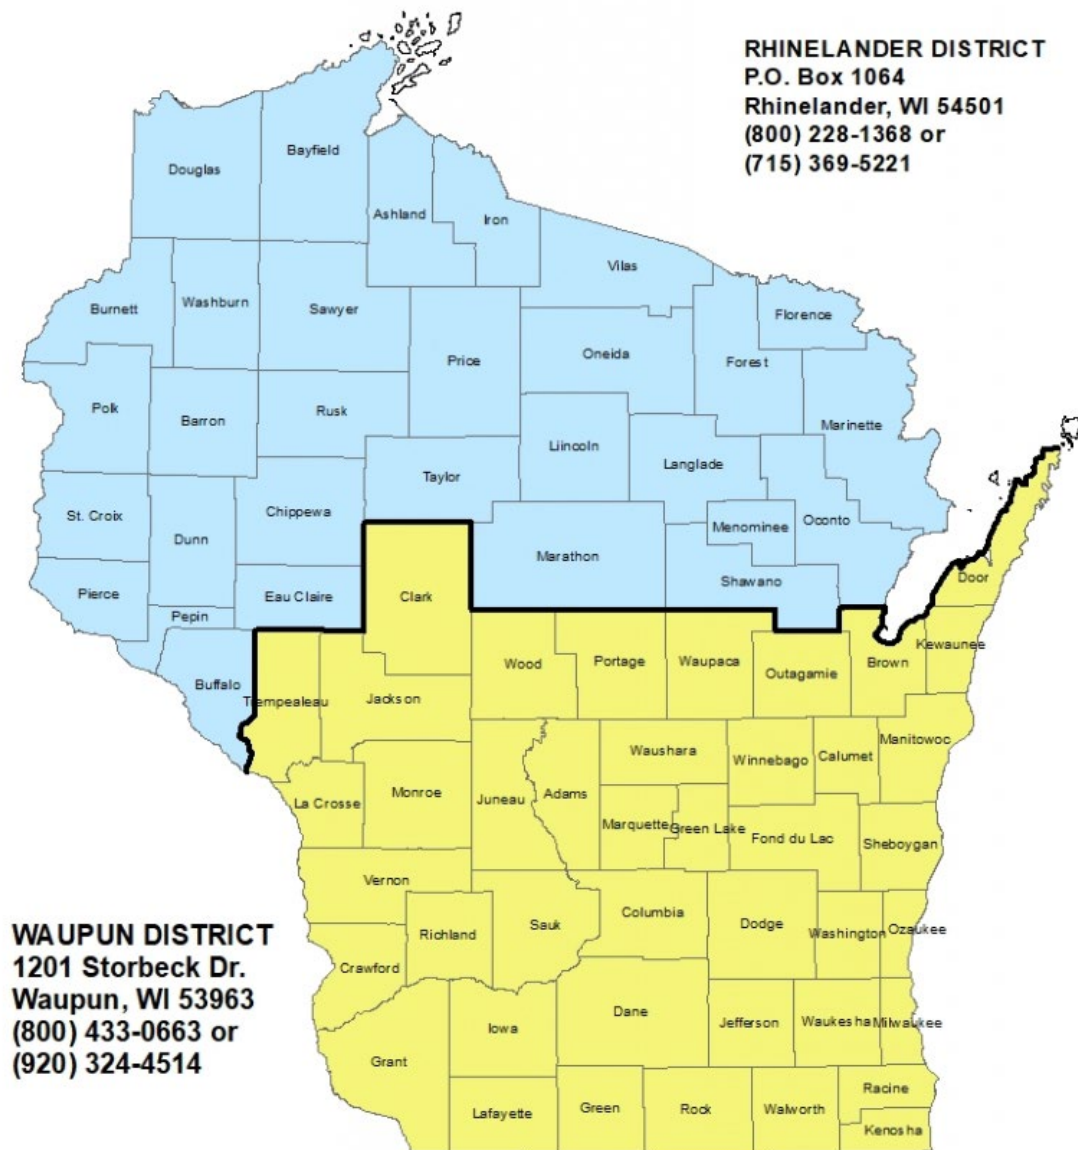 RHINELANDER DISTRICT
P.O. Box 1064
Rhinelander, WI 54501
(800) 228-1368 or
(715) 369-5221
Bayfield
Douglas
Ashland
Iron
Vilas
Burnett
Washburn
Sawyer
Florence
Price
Oneida
Forest
Polk
Barron
Rusk
Marinette
Liincoln
Langlade
Taylor
St. Croix
Chippewa
Dunn
Menominee
Oconto
Marathon
Shawano
Pierce
Eau Claire
Clark
Door
Pepin
Kewaunee
Buffalo
Wood
Portage
Waupaca
Outagamie
Brown
Trempealeau
Jackson
Manitowoc
Waushara
Winnebago
Calumet
La Crosse
Monroe
Juneau
Adams
Marquette
Green Lake
Fond du Lac
Sheboygan
Vernon
Columbia
Dodge
Richland
Sauk
Washington
Ozaukee
Crawford
WAUPUN DISTRICT
1201 Storbeck Dr.
Waupun, WI 53963
(800) 433-0663 or
(920) 324-4514
Iowa
Dane
Jefferson
Waukesha
Milwaukee
Grant
Lafayette
Green
Rock
Walworth
Racine
Kenosha